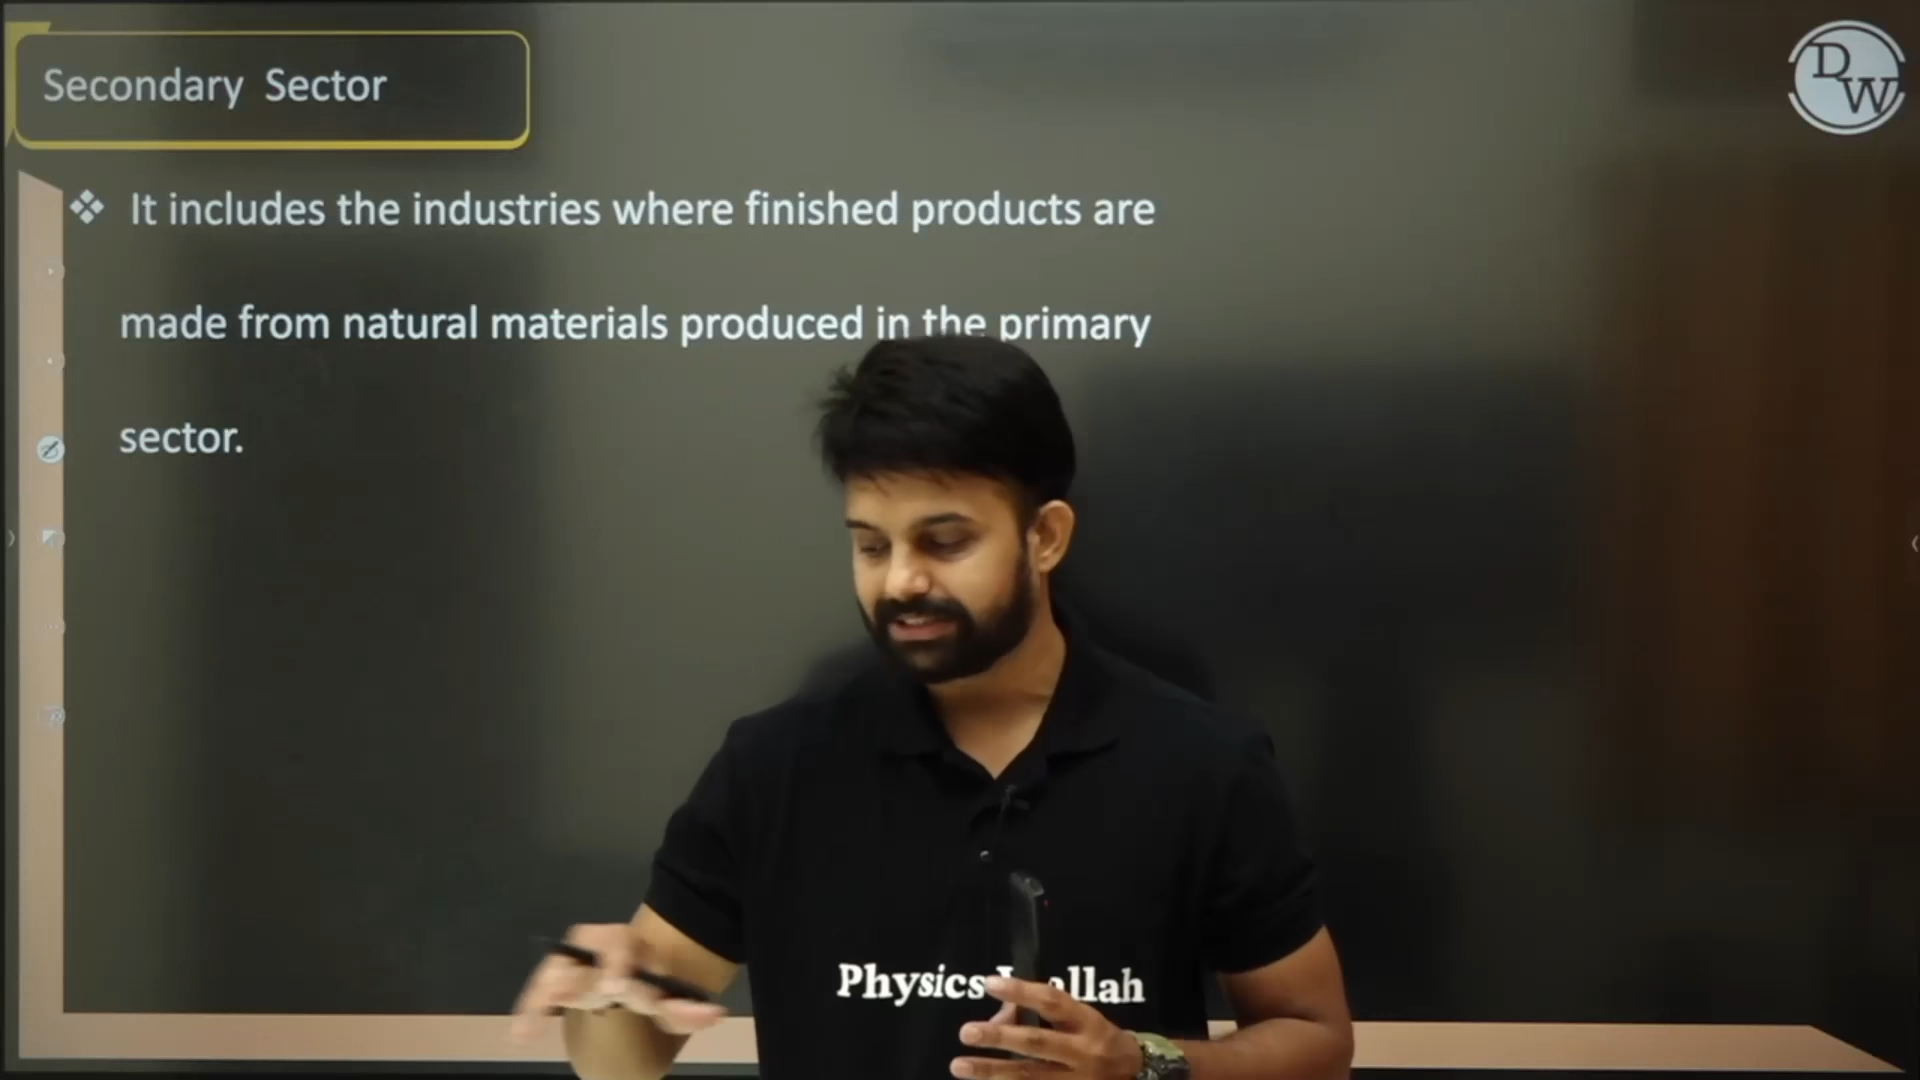 Secondary Sector
It includes the industries where finished products are
made from natural materials produced in the primary
sector.
Physics